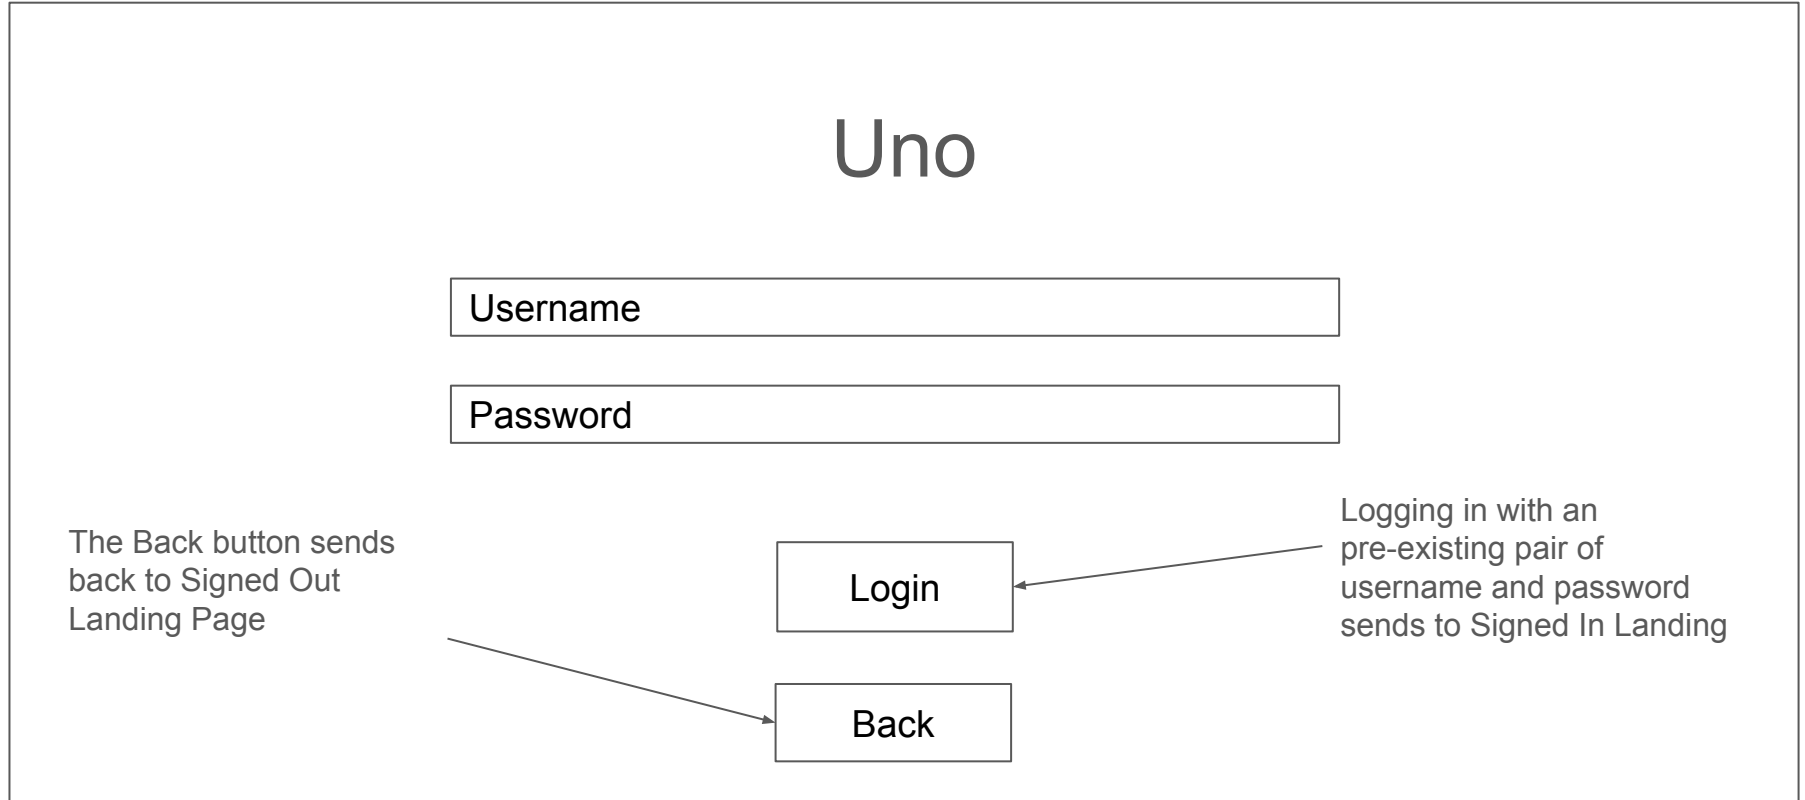 Uno
Username
Password
The Back button sends
back to Signed Out
Landing Page
Login
Logging in with an
pre-existing pair of
username and password
sends to Signed In Landing
Back